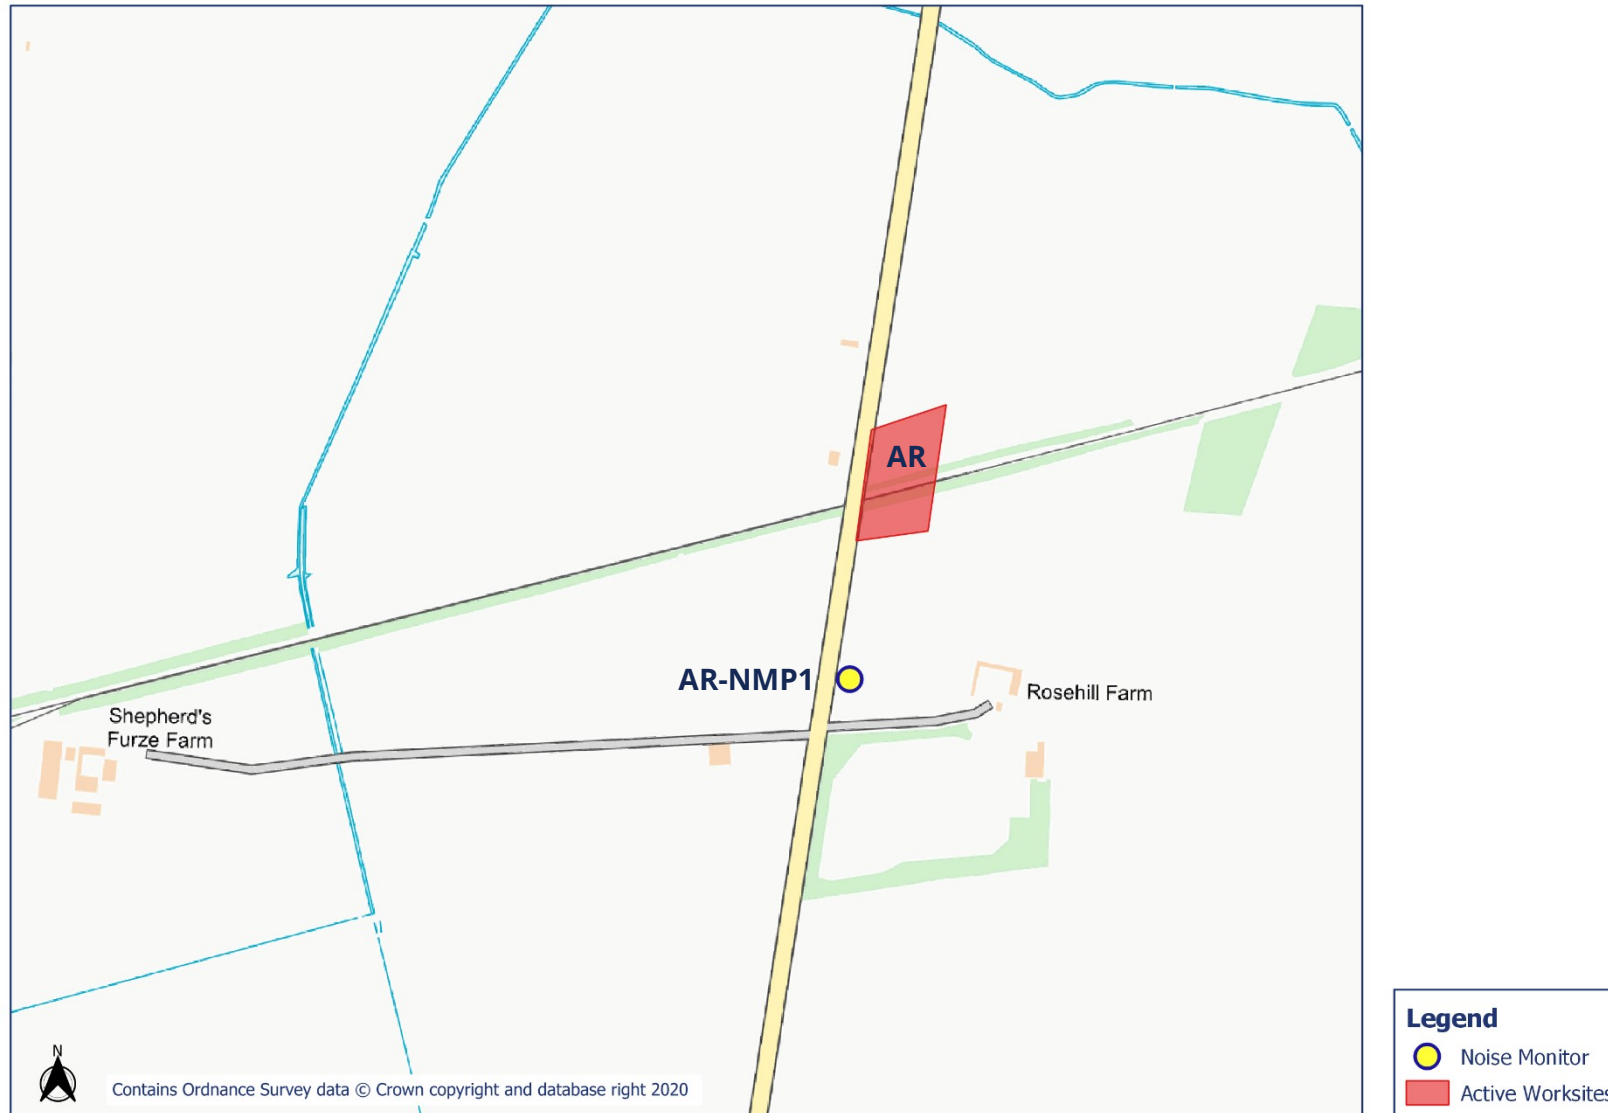 AR
AR-NMP1
Rosehill Farm
Shepherd's
Furze Farm
N
Contains Ordnance Survey data © Crown copyright and database right 2020
Legend
Noise Monitor
Active Worksites